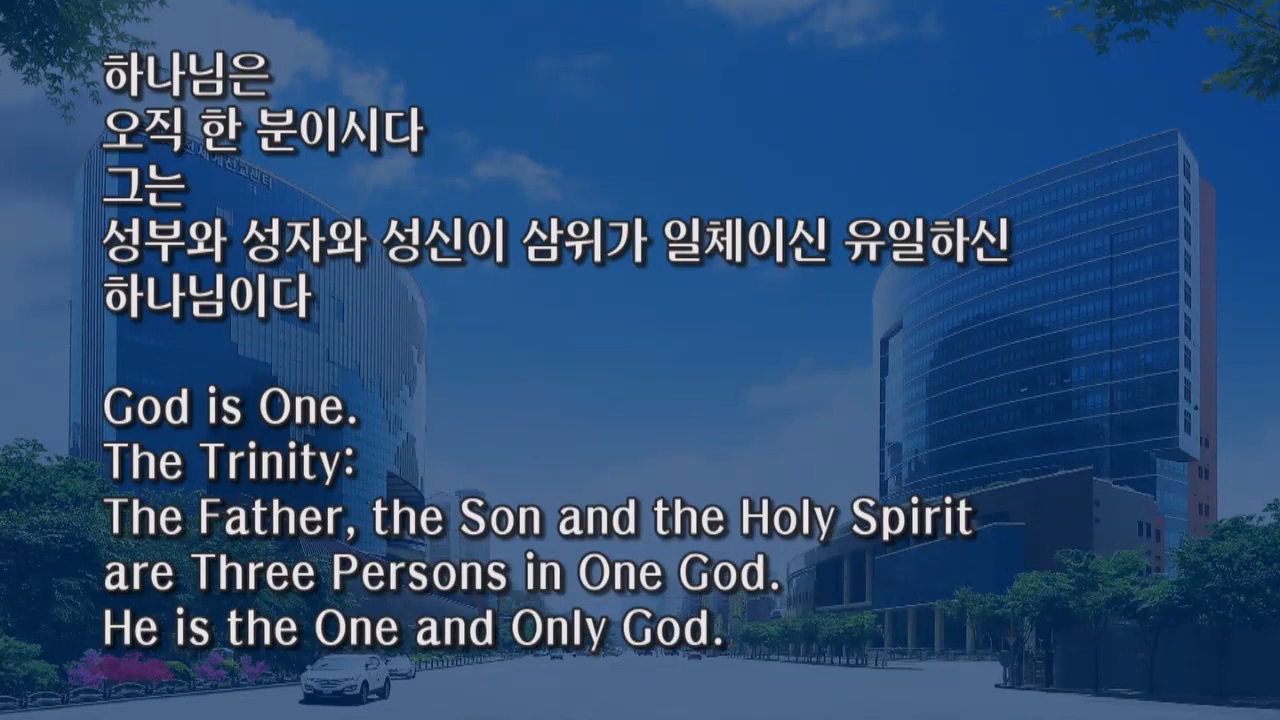 하나님은
오직 한 분이시다
그는
성부와 성자와 성신이 삼위가 일체이신 유일하신
하나님이다
God is One.
The Trinity:
The Father, the Son and the Holy Spirit
are Three Persons in One God.
He is the One and Only God.